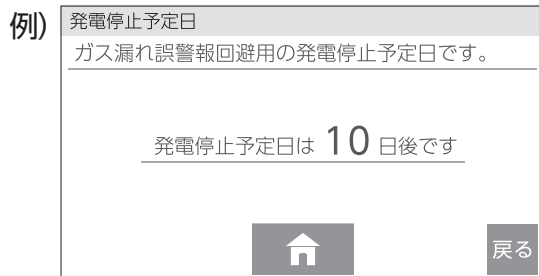 例)
発電停止予定日
ガス漏れ誤警報回避用の発電停止予定日です。
発電停止予定日は 10 日後です
戻る